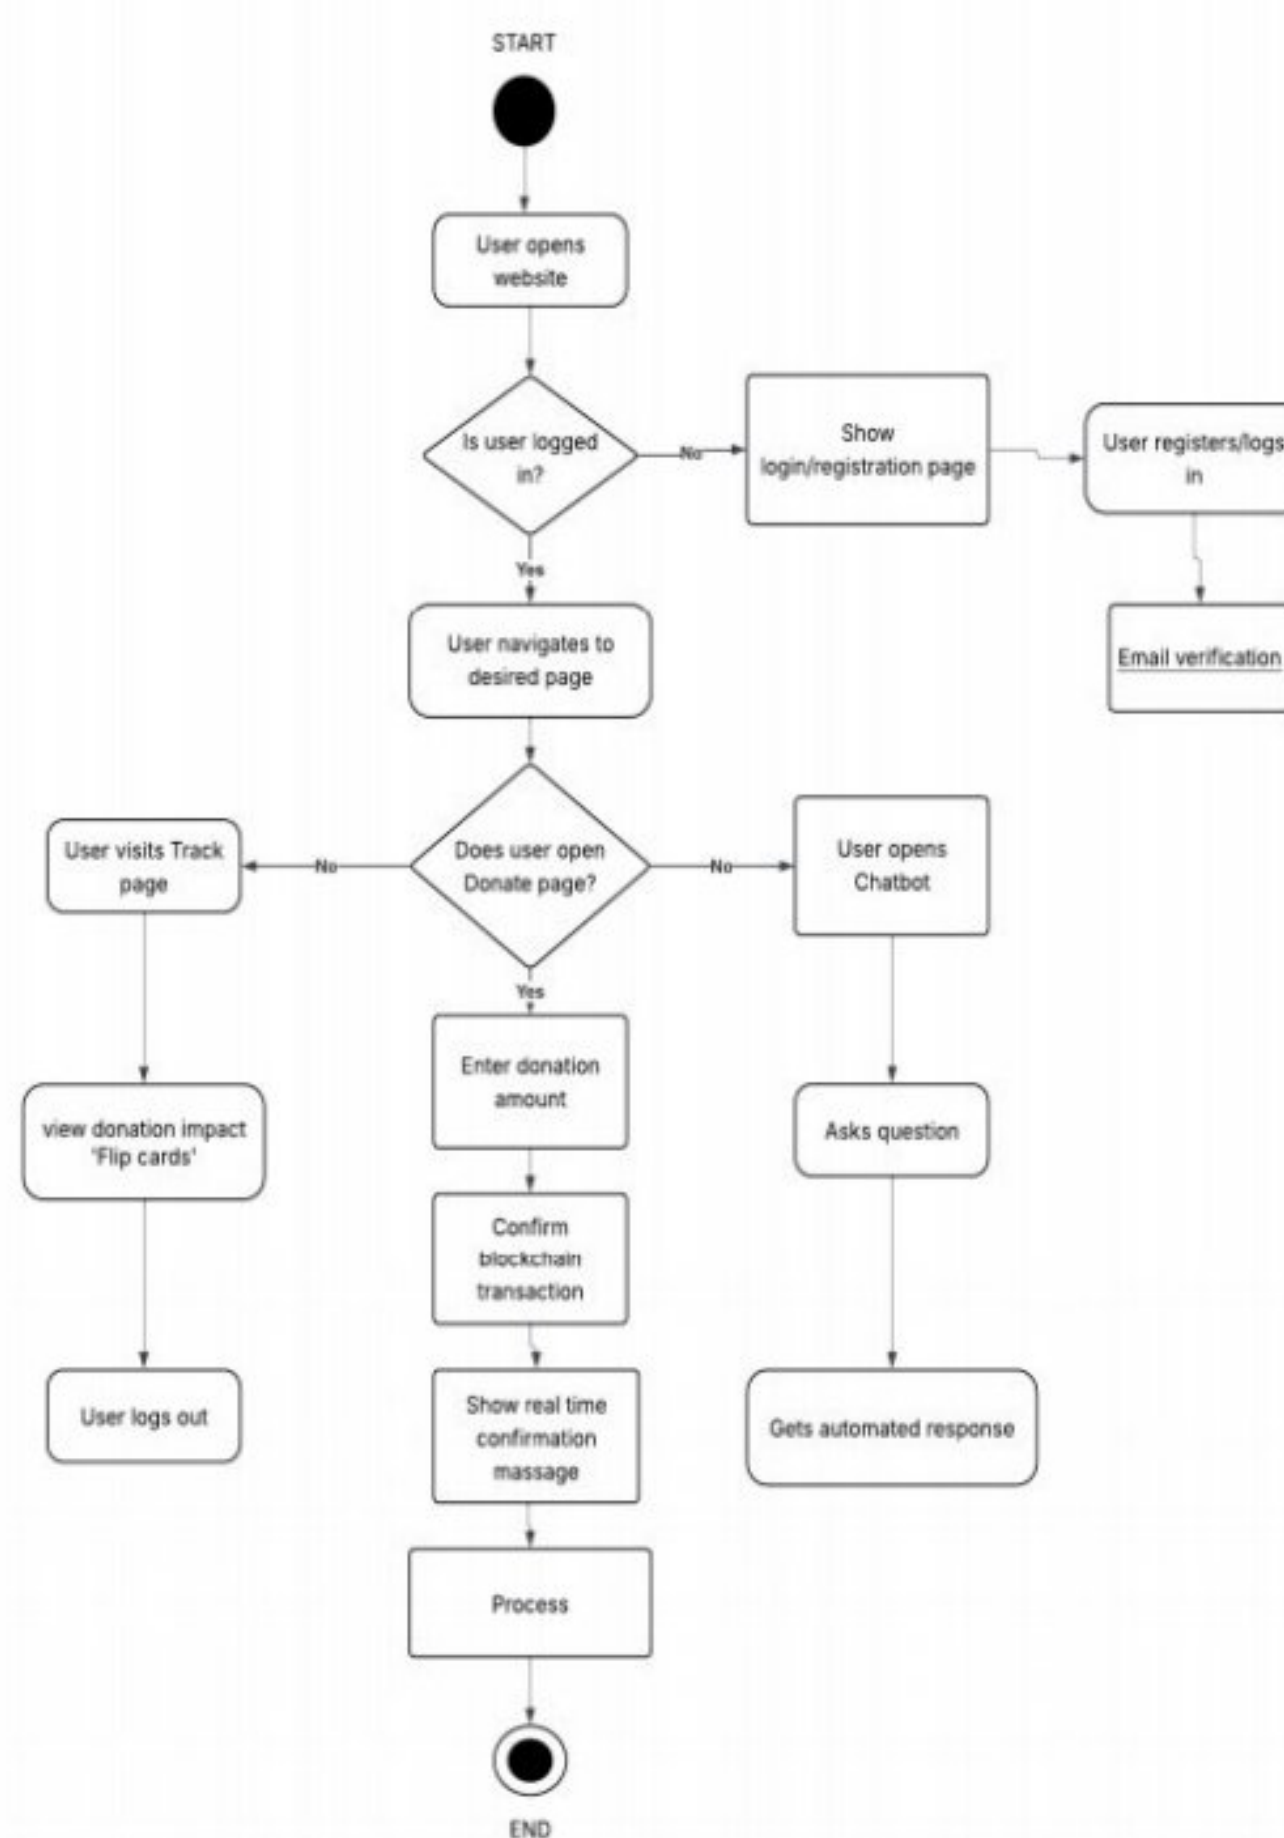 START
User opens
website
Is user logged
in?
No
Show
login/registration page
User registers/logs
in
Yes
Email verification
User navigates to
desired page
User visits Track
page
No
Does user open
Donate page?
No
User opens
Chatbot
Yes
Enter donation
amount
view donation impact
'Flip cards'
Asks question
Confirm
blockchain
transaction
User logs out
Show real time
confirmation
massage
Gets automated response
Process
END